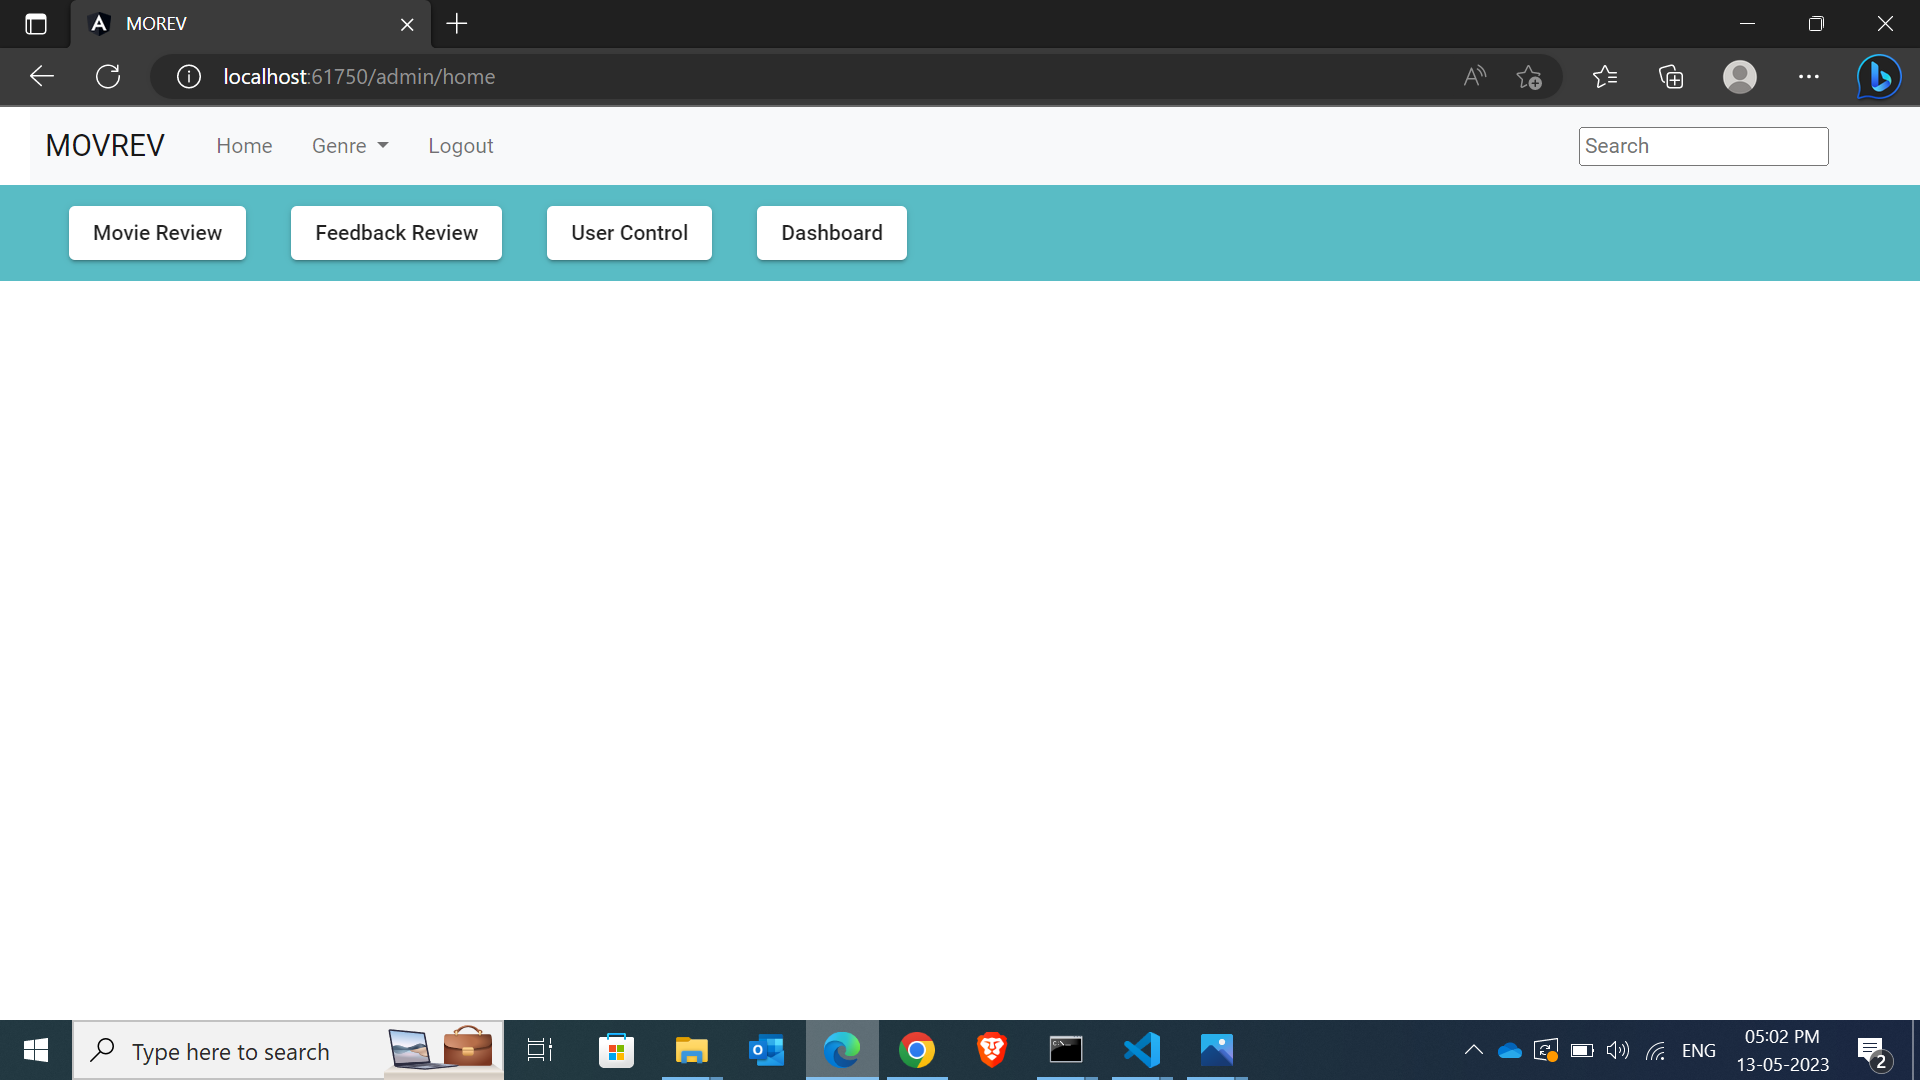 MOREV
localhost:61750/admin/home
MOVREV Home Genre Logout Search
Movie Review Feedback Review User Control Dashboard
Type here to search
ENG
05:02 PM
13-05-2023
2